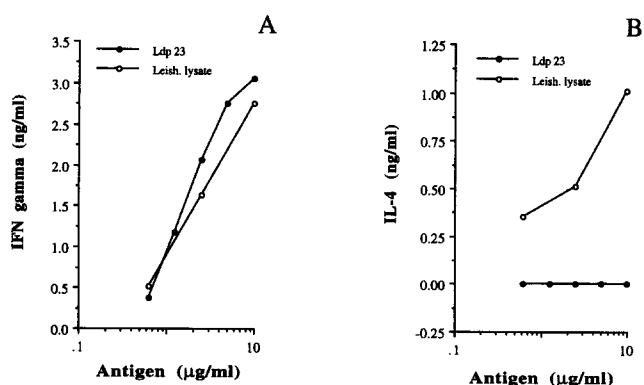 A
Ldp 23
Leish. lysate
IFN gamma (ng/ml)
3.5
3.0
2.5
2.0
1.5
1.0
0.5
0.0
.1
1
10
Antigen (µg/ml)
B
Ldp 23
Leish. lysate
IL-4 (ng/ml)
1.25
1.00
0.75
0.50
0.25
0.00
-0.25
.1
1
10
Antigen (µg/ml)